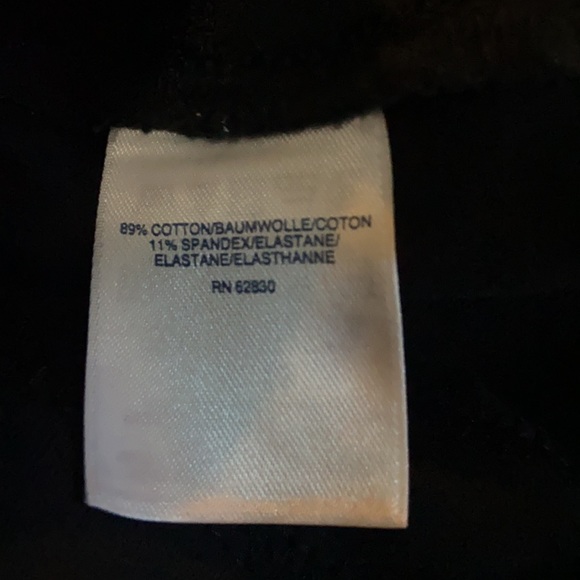 89% COTTON/BAUMWOLLE/COTON
11% SPANDEX/ELASTANE/
ELASTANE/ELASTHANNE
RN 62830